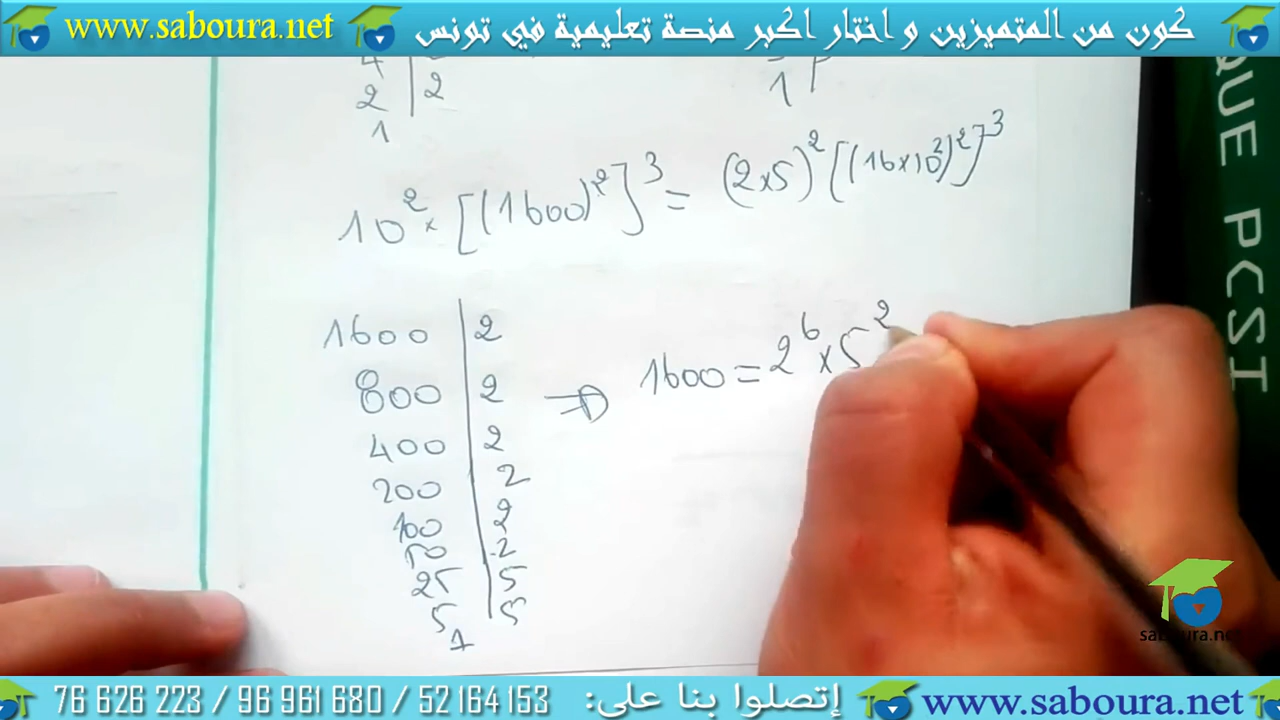 www.saboura.net كون من المتميزين و اختار اكبر منصة تعليمية في تونس
4
2 | 2
1
1
10² × [(1600)²]³ = (2×5)² [(16×10²)²]³
1600 | 2
800 | 2 ⇒ 1600 = 2⁶ × 5²
400 | 2
200 | 2
100 | 2
50 | 2
25 | 5
5 | 5
1
QUE PCSI
saboura.net
76 626 223 / 96 961 680 / 52 164 153 إتصلوا بنا على: www.saboura.net